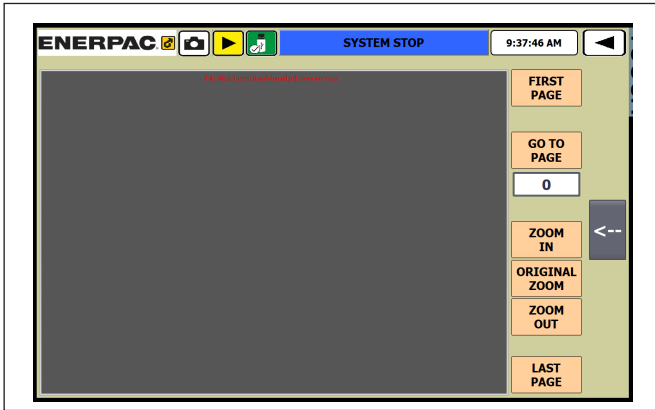 ENERPAC
SYSTEM STOP
9:37:46 AM
FIRST
PAGE
GO TO
PAGE
0
<--
ZOOM
IN
ORIGINAL
ZOOM
ZOOM
OUT
LAST
PAGE